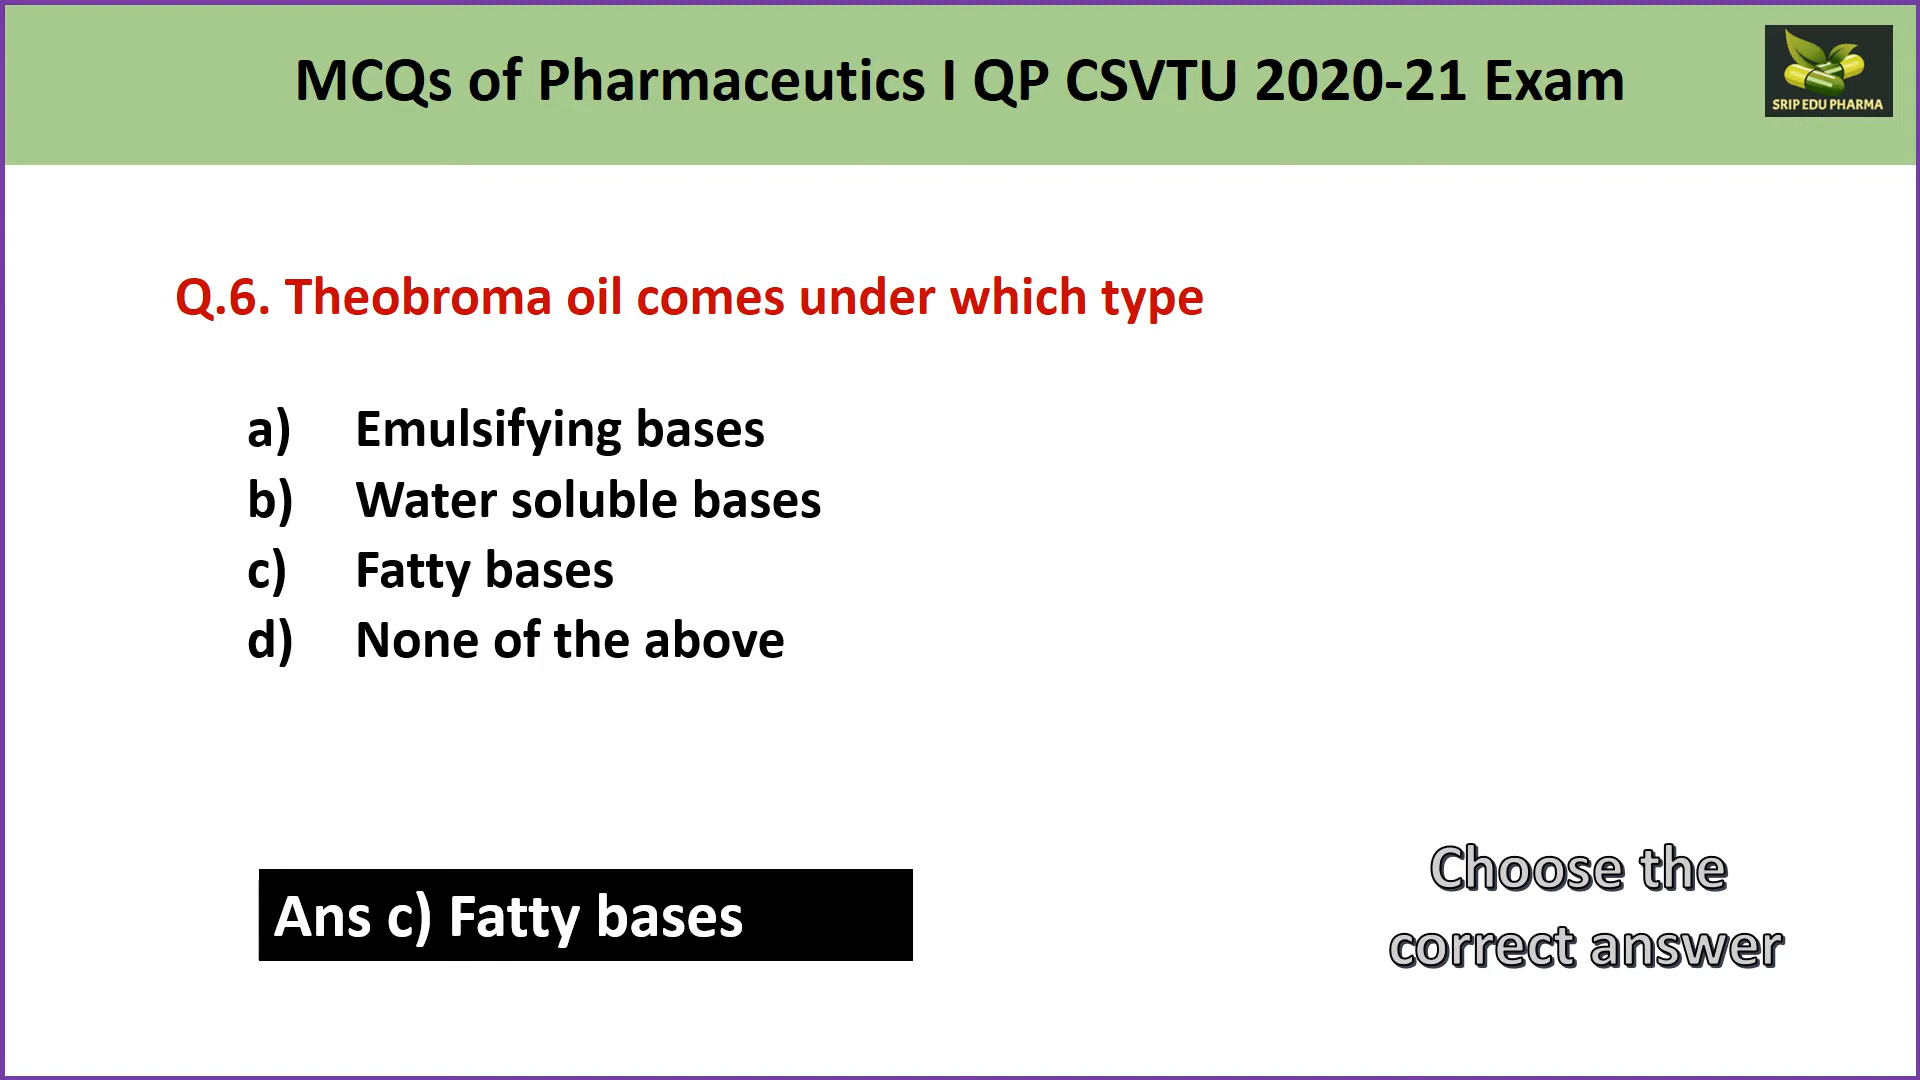 MCQs of Pharmaceutics I QP CSVTU 2020-21 Exam
SRIP EDU PHARMA
Q.6. Theobroma oil comes under which type
a) Emulsifying bases
b) Water soluble bases
c) Fatty bases
d) None of the above
Ans c) Fatty bases
Choose the
correct answer